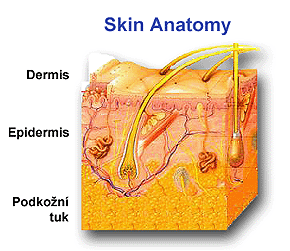 Skin Anatomy
Dermis
Epidermis
Podkožní
tuk